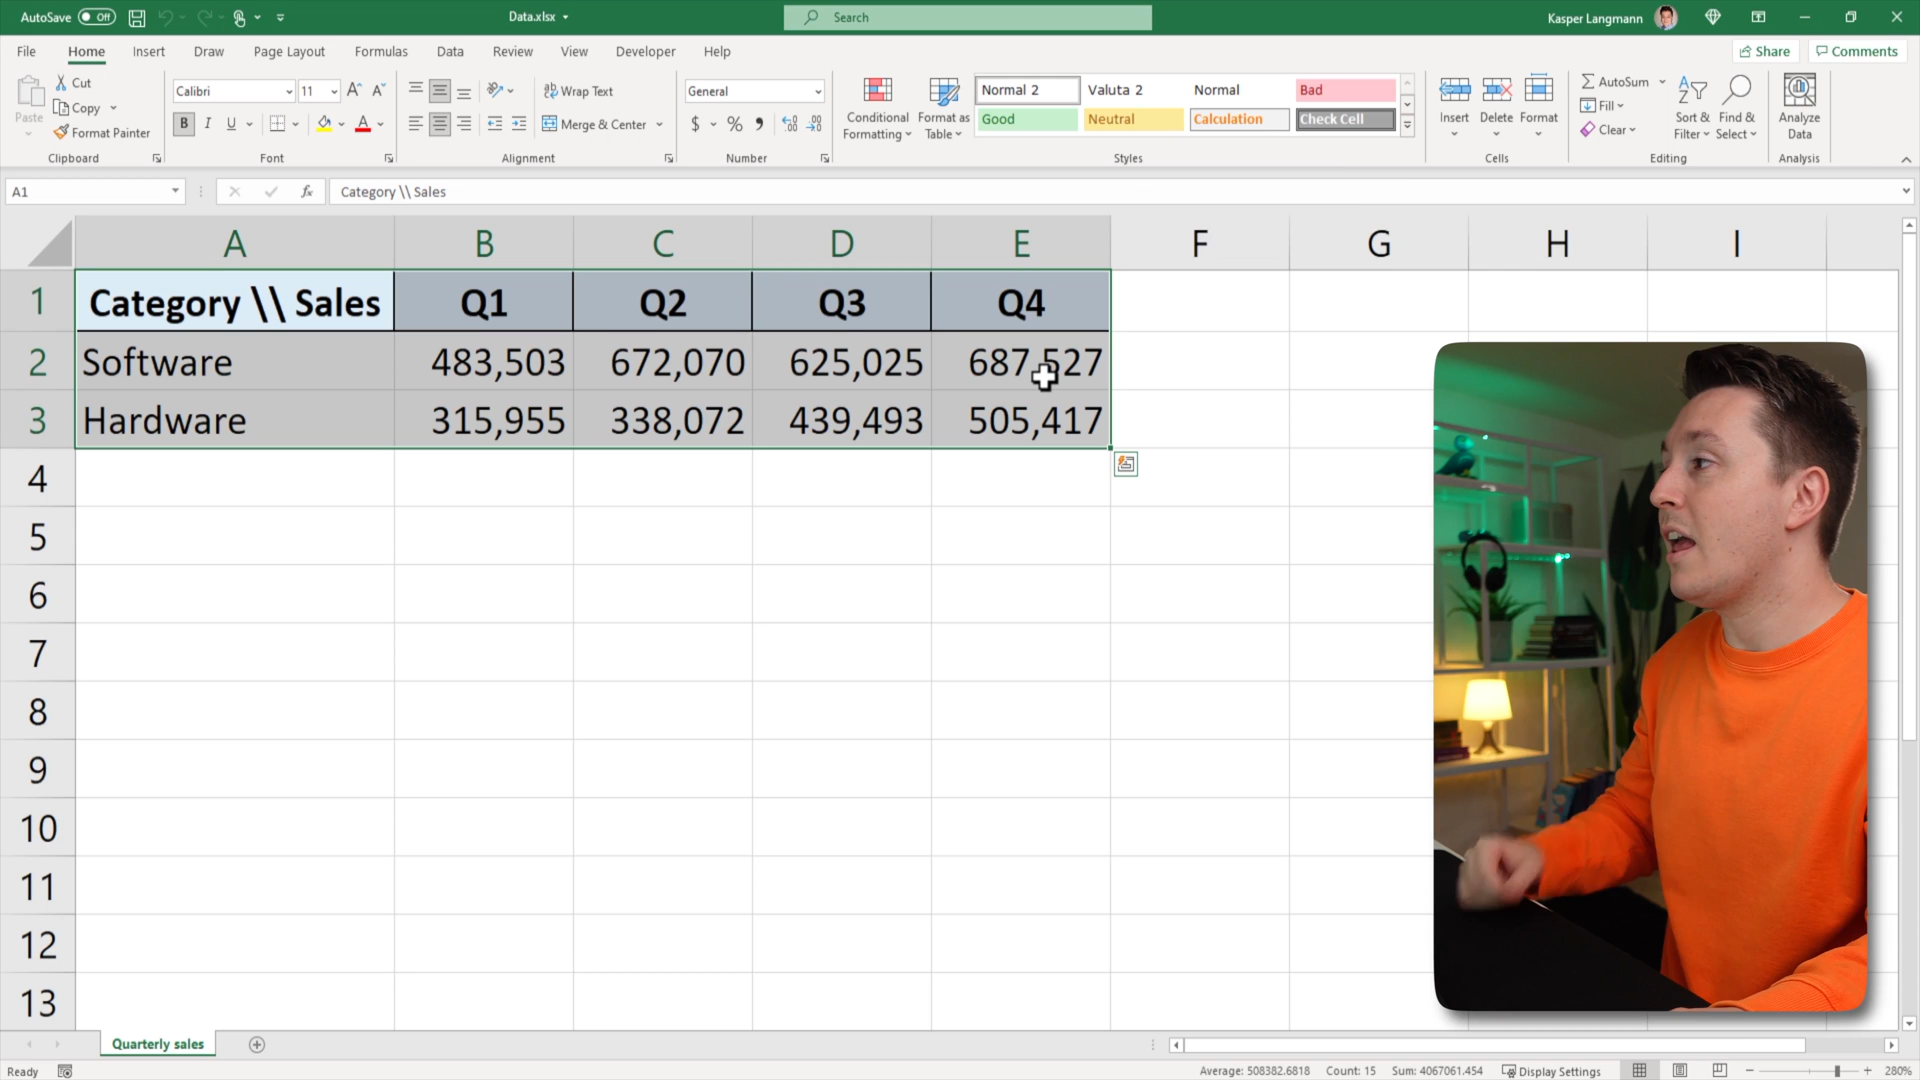 AutoSave Off Data.xlsx Search Kasper Langmann
File Home Insert Draw Page Layout Formulas Data Review View Developer Help Share Comments
Paste Cut Copy Format Painter Clipboard
Calibri 11 B I U A Font
Wrap Text Merge & Center Alignment
General $ % Number
Conditional Formatting Format as Table
Normal 2 Valuta 2 Normal Bad
Good Neutral Calculation Check Cell
Styles
Insert Delete Format Cells
AutoSum Fill Clear Sort & Filter Find & Select Editing
Analyze Data Analysis
A1 fx Category \\ Sales
A B C D E F G H I
1 Category \\ Sales Q1 Q2 Q3 Q4
2 Software 483,503 672,070 625,025 687,527
3 Hardware 315,955 338,072 439,493 505,417
4
5
6
7
8
9
10
11
12
13
Quarterly sales
Ready Average: 508382.6818 Count: 15 Sum: 4067061.454 Display Settings 280%